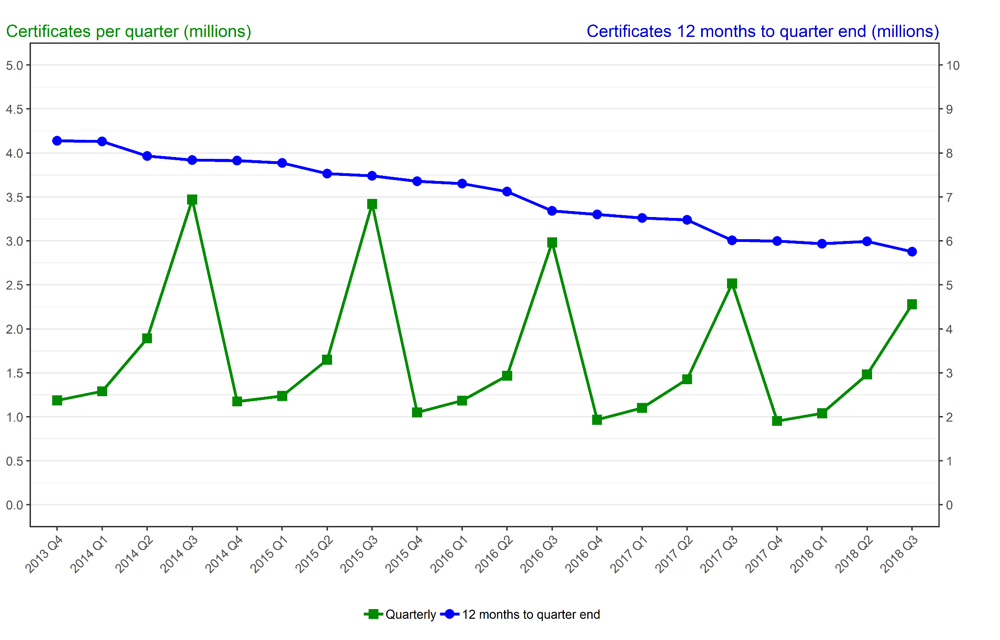 Certificates per quarter (millions)
Certificates 12 months to quarter end (millions)
5.0
4.5
4.0
3.5
3.0
2.5
2.0
1.5
1.0
0.5
0.0
10
9
8
7
6
5
4
3
2
1
0
2013 Q4
2014 Q1
2014 Q2
2014 Q3
2014 Q4
2015 Q1
2015 Q2
2015 Q3
2015 Q4
2016 Q1
2016 Q2
2016 Q3
2016 Q4
2017 Q1
2017 Q2
2017 Q3
2017 Q4
2018 Q1
2018 Q2
2018 Q3
Quarterly
12 months to quarter end